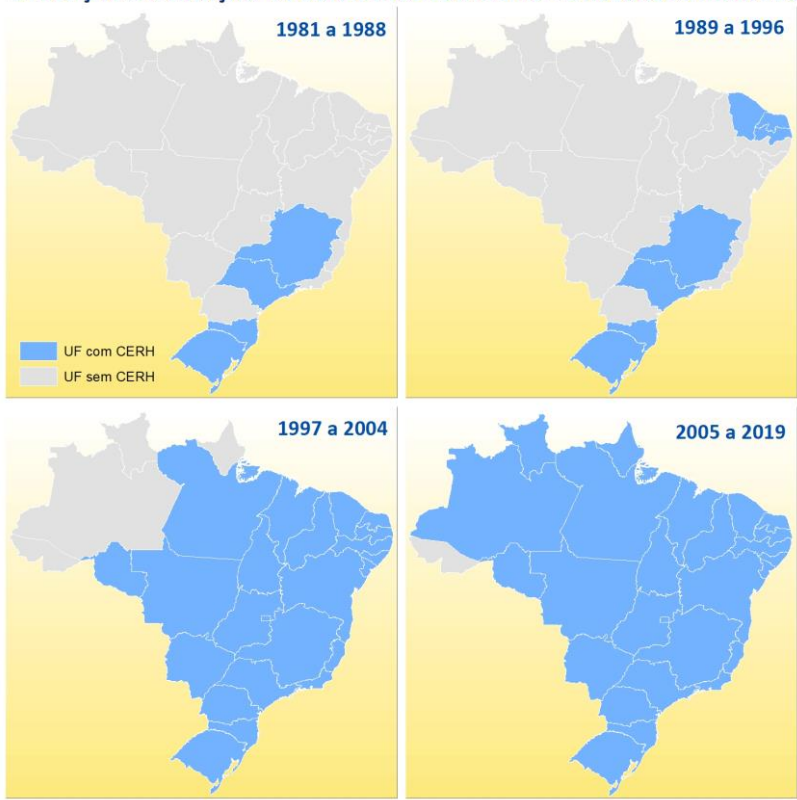 1981 a 1988
1989 a 1996
UF com CERH
UF sem CERH
1997 a 2004
2005 a 2019